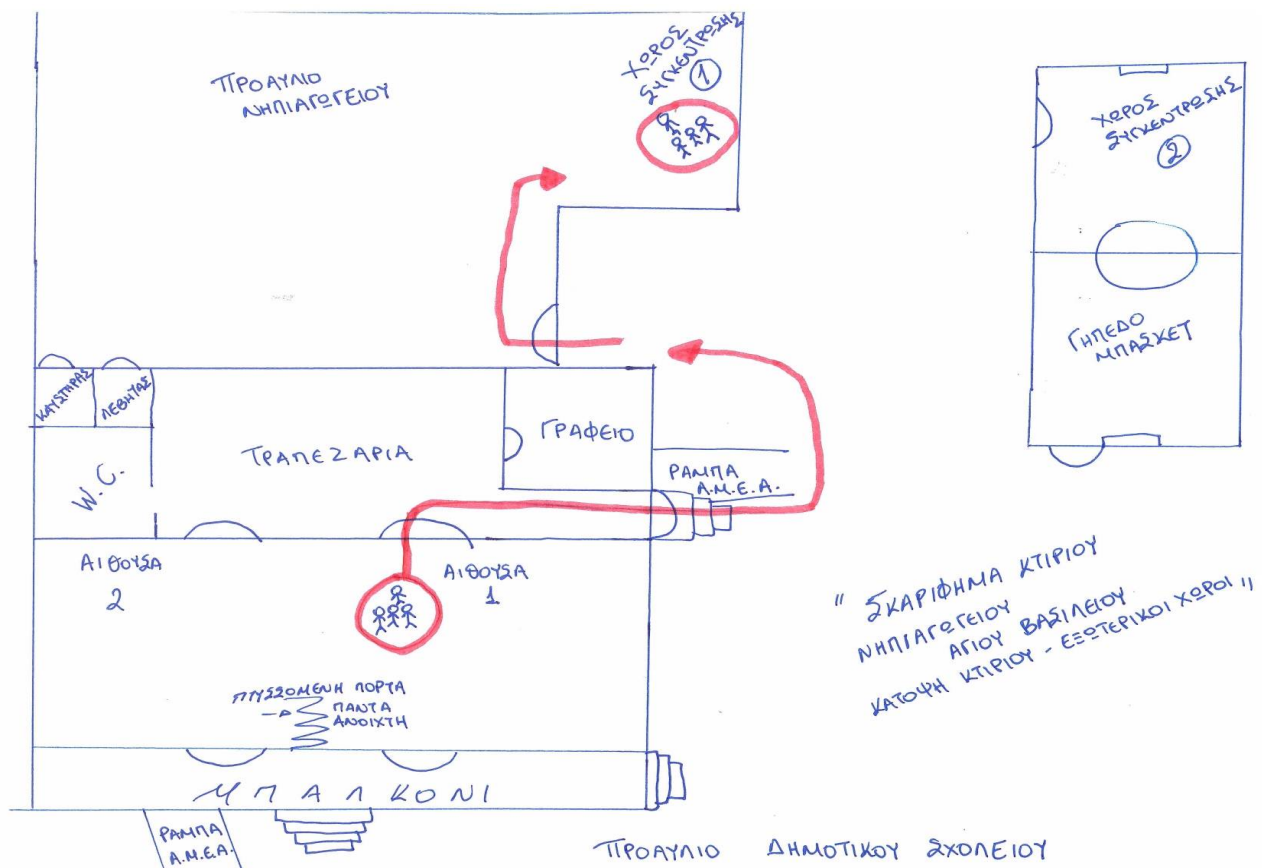 ΠΡΟΑΥΛΙΟ
ΝΗΠΙΑΓΩΓΕΙΟΥ
ΧΩΡΟΣ
ΣΥΓΚΕΝΤΡΩΣΗΣ
1
ΧΩΡΟΣ
ΣΥΓΚΕΝΤΡΩΣΗΣ
2
ΓΗΠΕΔΟ
ΜΠΑΣΚΕΤ
ΚΑΥΣΤΗΡΑΣ
ΛΕΒΗΤΑΣ
W.C.
ΤΡΑΠΕΖΑΡΙΑ
ΓΡΑΦΕΙΟ
ΡΑΜΠΑ
Α.Μ.Ε.Α.
ΑΙΘΟΥΣΑ
2
ΑΙΘΟΥΣΑ
1
ΠΤΥΣΣΟΜΕΝΗ ΠΟΡΤΑ
ΠΑΝΤΑ
ΑΝΟΙΧΤΗ
ΜΠΑΛΚΟΝΙ
ΡΑΜΠΑ
Α.Μ.Ε.Α.
" ΣΚΑΡΙΦΗΜΑ ΚΤΙΡΙΟΥ
ΝΗΠΙΑΓΩΓΕΙΟΥ
ΑΓΙΟΥ ΒΑΣΙΛΕΙΟΥ
ΚΑΤΟΨΗ ΚΤΙΡΙΟΥ - ΕΞΩΤΕΡΙΚΟΙ ΧΩΡΟΙ "
ΠΡΟΑΥΛΙΟ ΔΗΜΟΤΙΚΟΥ ΣΧΟΛΕΙΟΥ